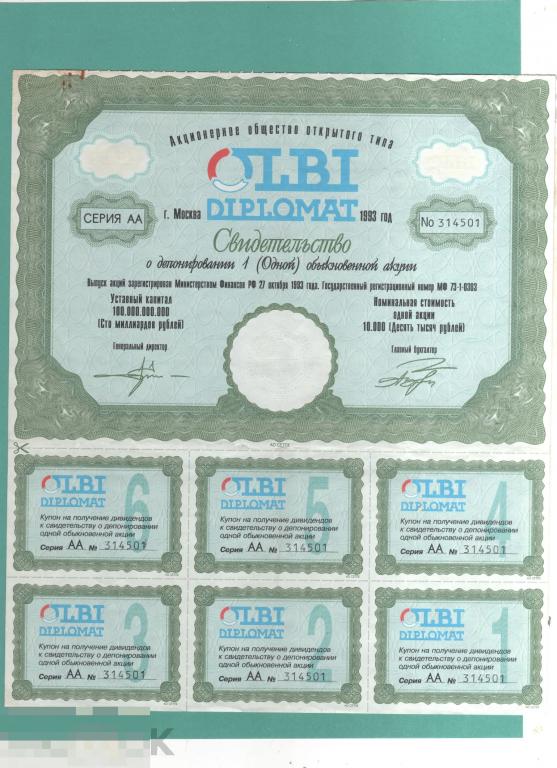 Акционерное общество открытого типа
OLBI
СЕРИЯ АА
г. Москва
DIPLOMAT
1993 год
No 314501
Свидетельство
о депонировании 1 (Одной) обыкновенной акции
Выпуск акций зарегистрирован Министерством Финансов РФ 27 октября 1993 года. Государственный регистрационный номер МФ 73-1-0303
Уставный капитал
100.000.000.000
(Сто миллиардов рублей)
Номинальная стоимость
одной акции
10.000 (Десять тысяч рублей)
Генеральный директор
Главный бухгалтер
OLBI 6
DIPLOMAT
Купон на получение дивидендов
к свидетельству о депонировании
одной обыкновенной акции
Серия АА № 314501
OLBI 5
DIPLOMAT
Купон на получение дивидендов
к свидетельству о депонировании
одной обыкновенной акции
Серия АА № 314501
OLBI 4
DIPLOMAT
Купон на получение дивидендов
к свидетельству о депонировании
одной обыкновенной акции
Серия АА № 314501
OLBI
DIPLOMAT
Купон на получение дивидендов
к свидетельству о депонировании
одной обыкновенной акции
Серия АА № 314501
OLBI 2
DIPLOMAT
Купон на получение дивидендов
к свидетельству о депонировании
одной обыкновенной акции
Серия АА № 314501
OLBI 1
DIPLOMAT
Купон на получение дивидендов
к свидетельству о депонировании
одной обыкновенной акции
Серия АА № 314501